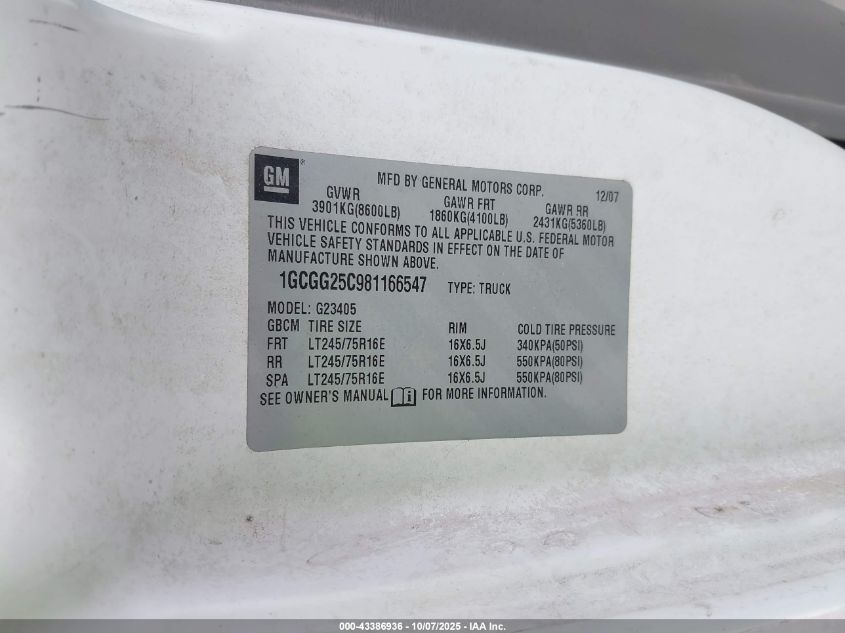 GM®
MFD BY GENERAL MOTORS CORP. 12/07
GVWR GAWR FRT GAWR RR
3901KG(8600LB) 1860KG(4100LB) 2431KG(5360LB)
THIS VEHICLE CONFORMS TO ALL APPLICABLE U.S. FEDERAL MOTOR
VEHICLE SAFETY STANDARDS IN EFFECT ON THE DATE OF
MANUFACTURE SHOWN ABOVE.
1GCGG25C981166547 TYPE: TRUCK
MODEL: G23405
GBCM TIRE SIZE RIM COLD TIRE PRESSURE
FRT LT245/75R16E 16X6.5J 340KPA(50PSI)
RR LT245/75R16E 16X6.5J 550KPA(80PSI)
SPA LT245/75R16E 16X6.5J 550KPA(80PSI)
SEE OWNER'S MANUAL i FOR MORE INFORMATION.
000-43386936 - 10/07/2025 - IAA Inc.